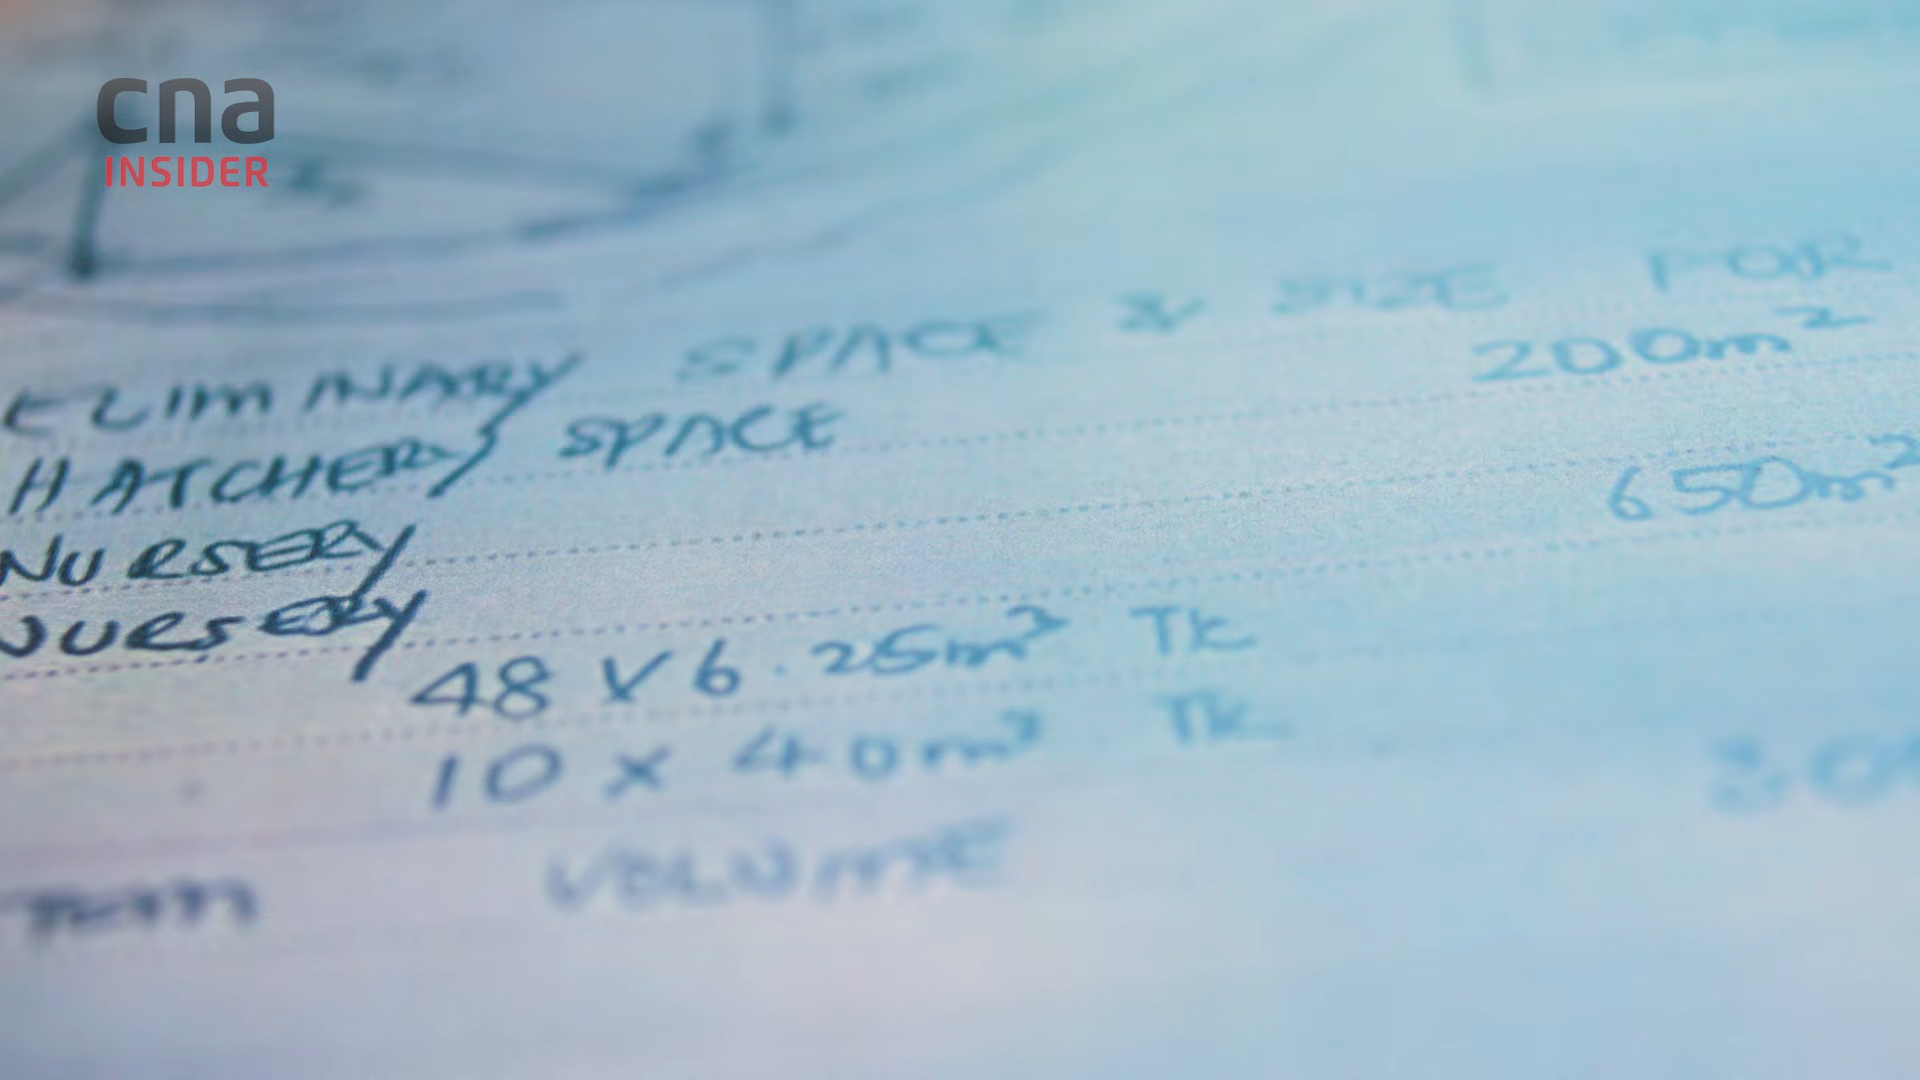 cna
INSIDER
ELIMINARY SPACE & SIZE FOR
HATCHERY SPACE 200m²
NURSERY 650m²
NURSERY
48 x 6.25m³ Tk
10 x 40m³ Tk
VOLUME